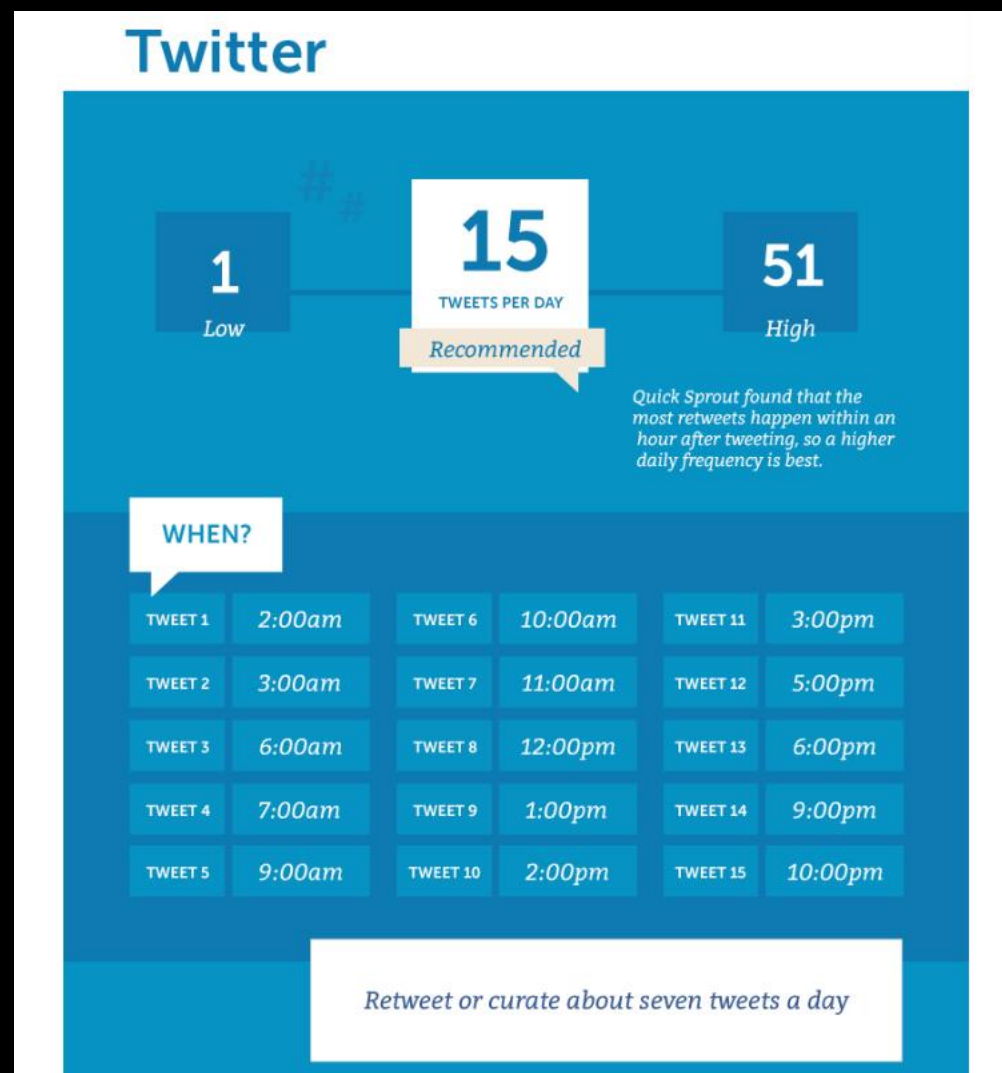 Twitter
# #
1
Low
15
TWEETS PER DAY
Recommended
51
High
Quick Sprout found that the
most retweets happen within an
hour after tweeting, so a higher
daily frequency is best.
WHEN?
TWEET 1 2:00am TWEET 6 10:00am TWEET 11 3:00pm
TWEET 2 3:00am TWEET 7 11:00am TWEET 12 5:00pm
TWEET 3 6:00am TWEET 8 12:00pm TWEET 13 6:00pm
TWEET 4 7:00am TWEET 9 1:00pm TWEET 14 9:00pm
TWEET 5 9:00am TWEET 10 2:00pm TWEET 15 10:00pm
Retweet or curate about seven tweets a day